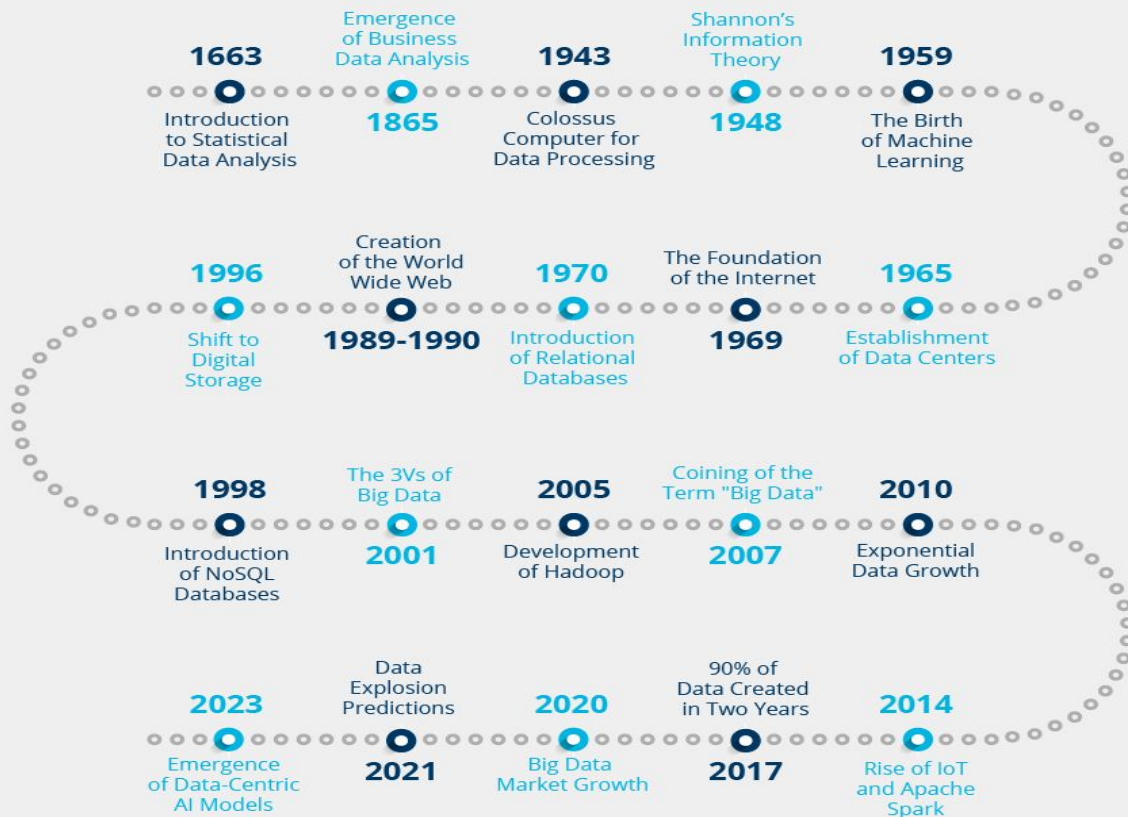 1663
Introduction
to Statistical
Data Analysis
Emergence
of Business
Data Analysis
1865
1943
Colossus
Computer for
Data Processing
Shannon's
Information
Theory
1948
1959
The Birth
of Machine
Learning
1965
Establishment
of Data Centers
The Foundation
of the Internet
1969
1970
Introduction
of Relational
Databases
Creation
of the World
Wide Web
1989-1990
1996
Shift to
Digital
Storage
1998
Introduction
of NoSQL
Databases
The 3Vs of
Big Data
2001
2005
Development
of Hadoop
Coining of the
Term "Big Data"
2007
2010
Exponential
Data Growth
2014
Rise of IoT
and Apache
Spark
90% of
Data Created
in Two Years
2017
2020
Big Data
Market Growth
Data
Explosion
Predictions
2021
2023
Emergence
of Data-Centric
AI Models